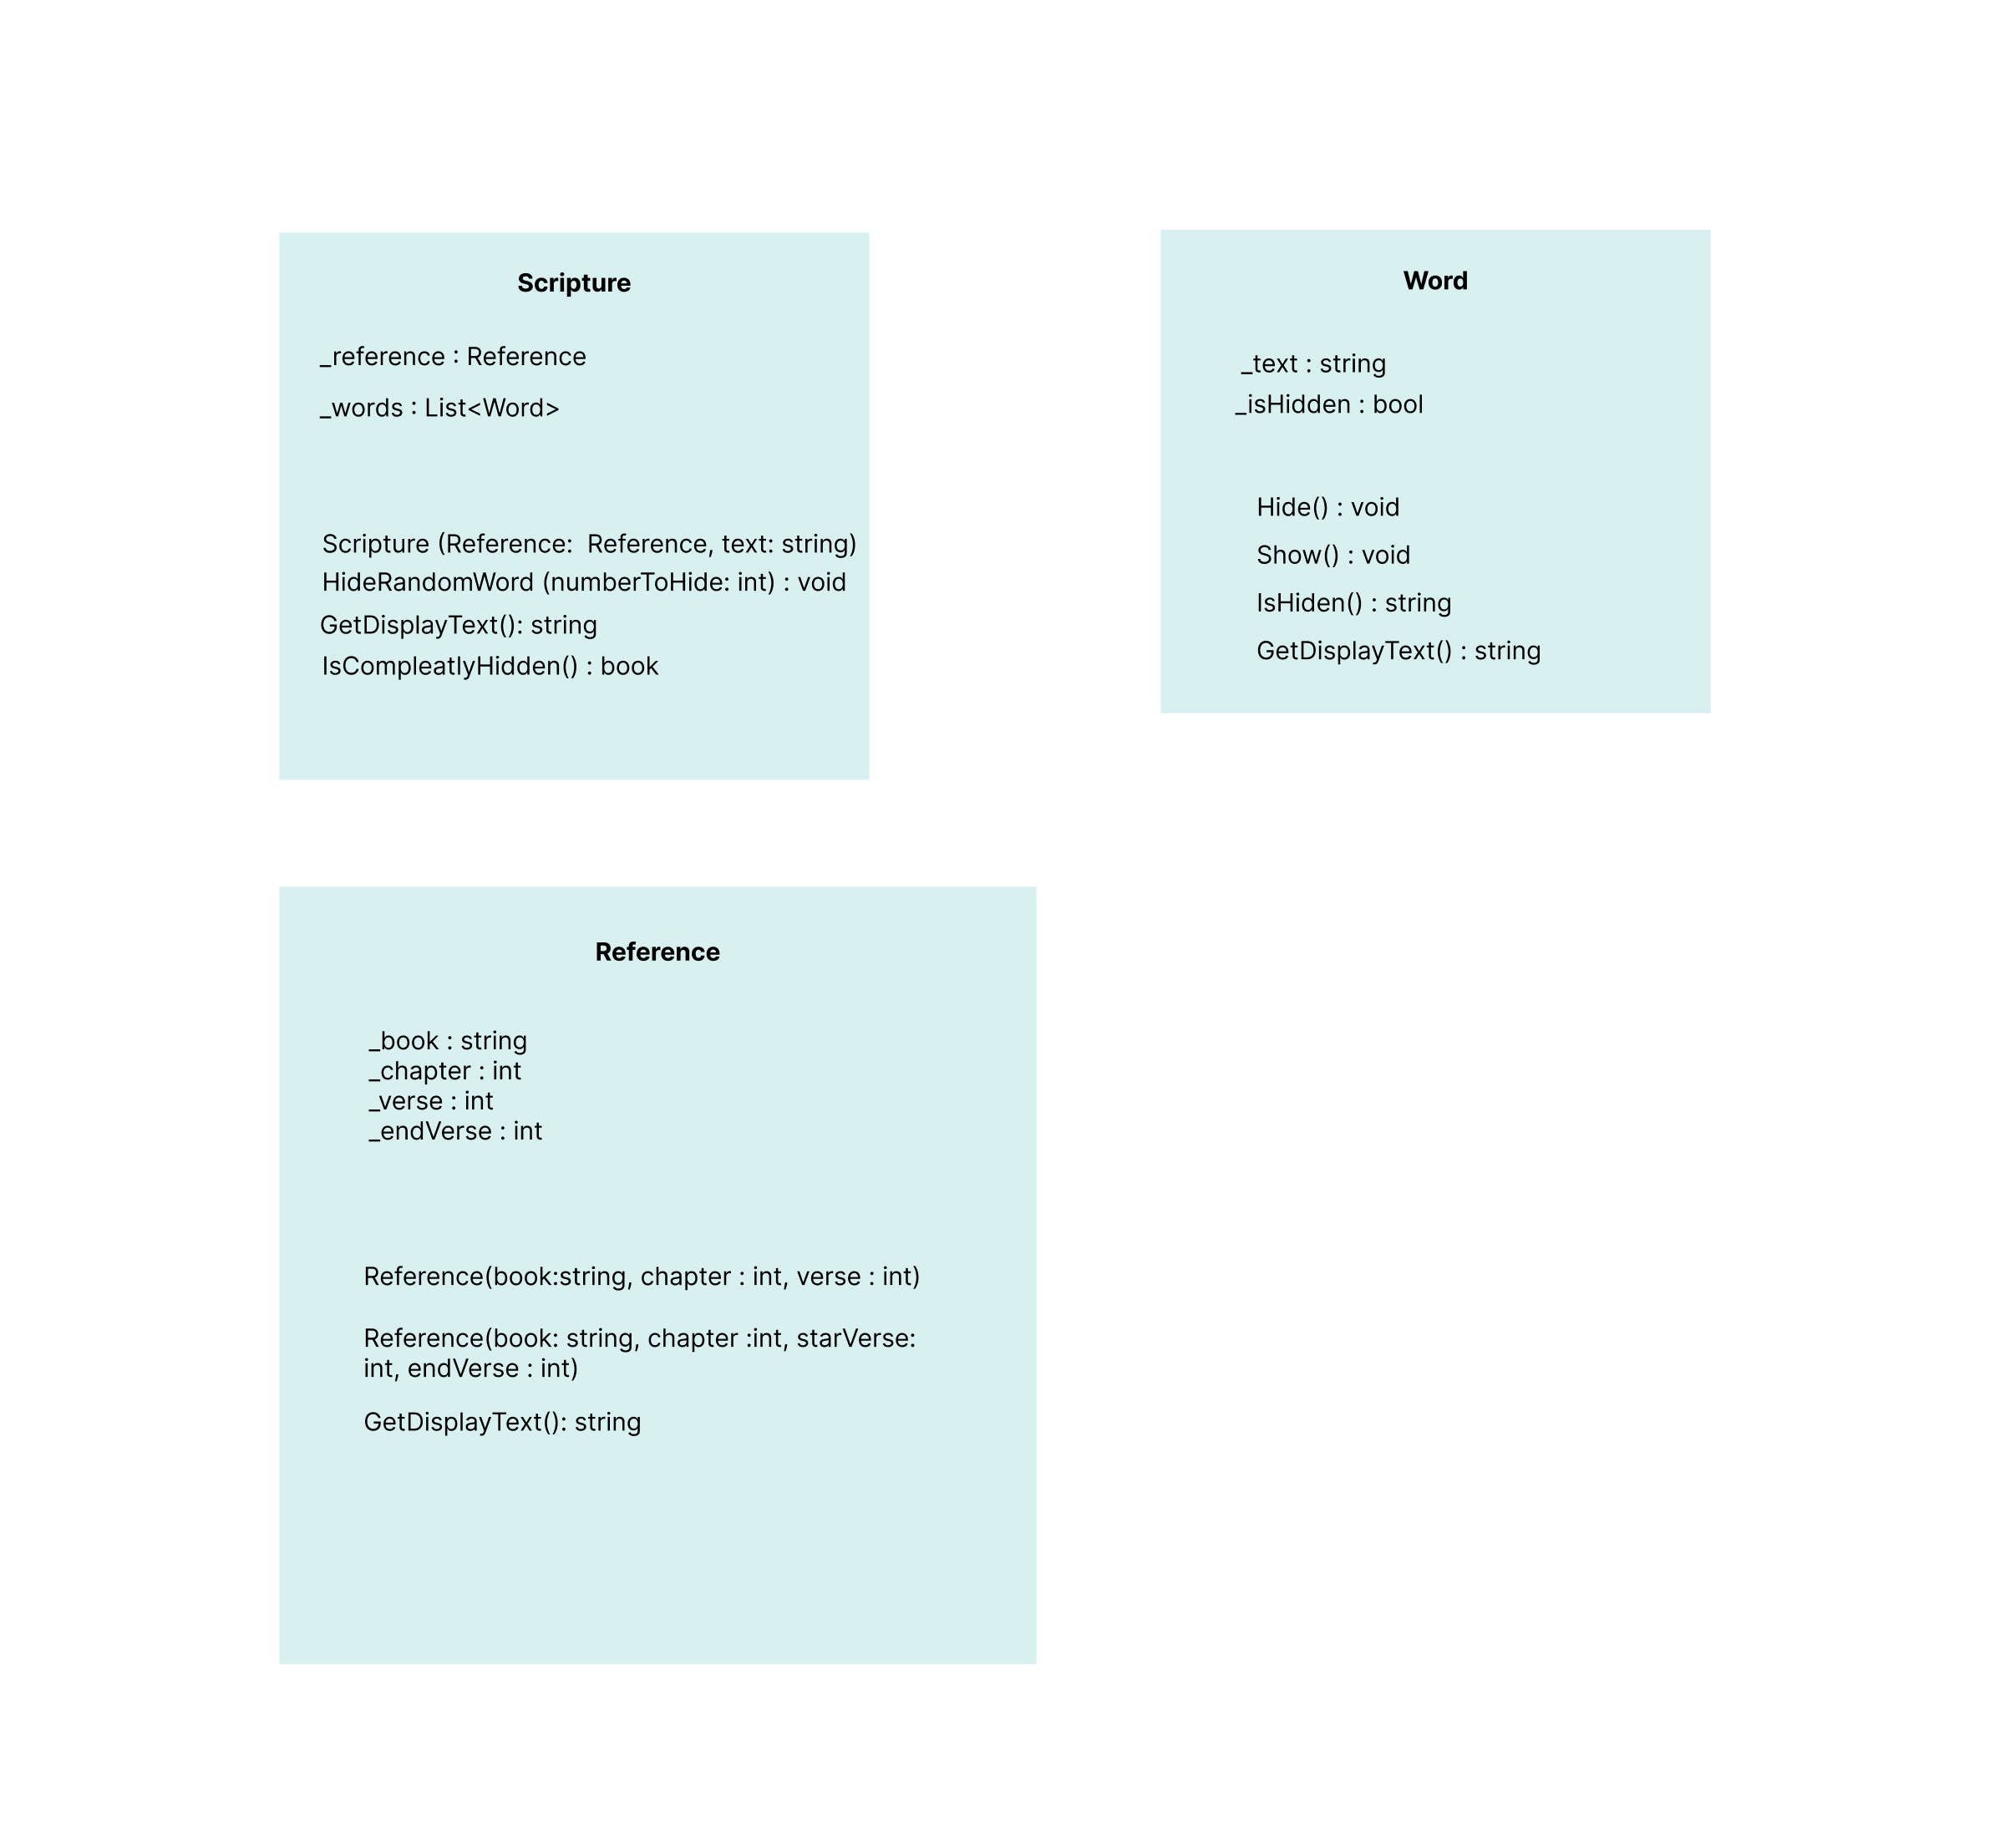 Scripture
_reference : Reference
_words : List<Word>
Scripture (Reference:  Reference, text: string)
HideRandomWord (numberToHide: int) : void
GetDisplayText(): string
IsCompleatlyHidden() : book
Word
_text : string
_isHidden : bool
Hide() : void
Show() : void
IsHiden() : string
GetDisplayText() : string
Reference
_book : string
_chapter : int
_verse : int
_endVerse : int
Reference(book:string, chapter : int, verse : int)
Reference(book: string, chapter :int, starVerse:
int, endVerse : int)
GetDisplayText(): string